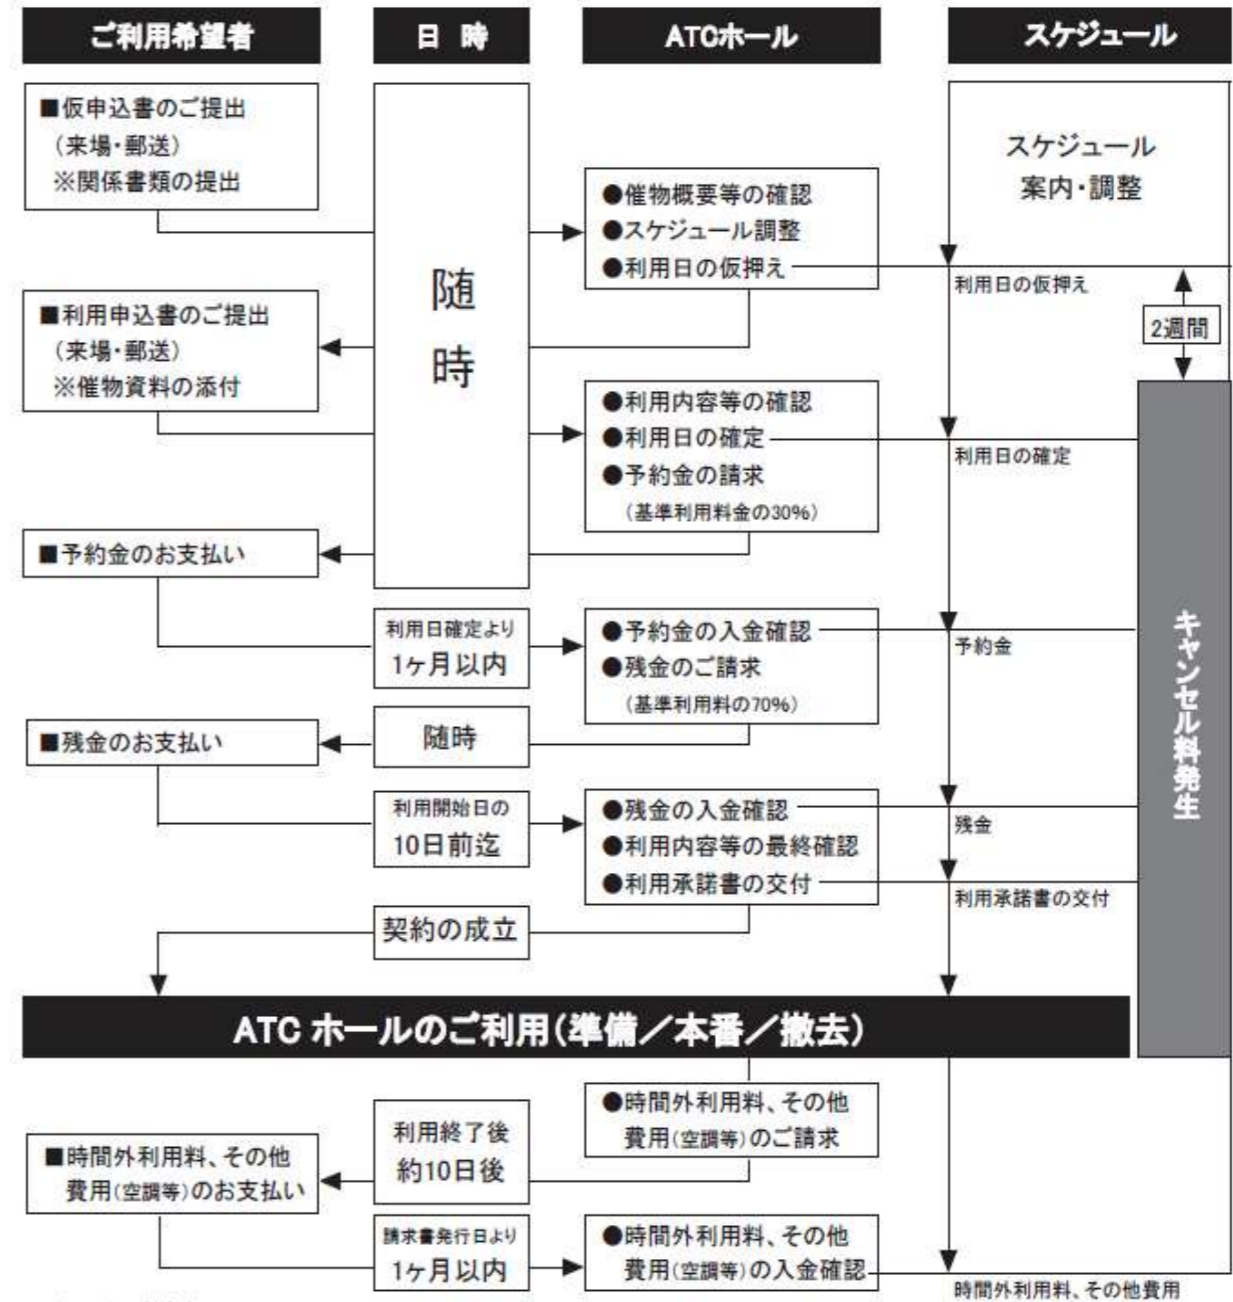 ご利用希望者
日 時
ATCホール
スケジュール
■仮申込書のご提出
(来場・郵送)
※関係書類の提出
随
時
●催物概要等の確認
●スケジュール調整
●利用日の仮押え
スケジュール
案内・調整
利用日の仮押え
2週間
■利用申込書のご提出
(来場・郵送)
※催物資料の添付
●利用内容等の確認
●利用日の確定
●予約金の請求
(基準利用料金の30%)
利用日の確定
■予約金のお支払い
利用日確定より
1ヶ月以内
●予約金の入金確認
●残金のご請求
(基準利用料の70%)
予約金
キャンセル料発生
■残金のお支払い
随時
利用開始日の
10日前迄
●残金の入金確認
●利用内容等の最終確認
●利用承諾書の交付
残金
利用承諾書の交付
契約の成立
ATC ホールのご利用(準備／本番／撤去)
●時間外利用料、その他
費用(空調等)のご請求
利用終了後
約10日後
■時間外利用料、その他
費用(空調等)のお支払い
請求書発行日より
1ヶ月以内
●時間外利用料、その他
費用(空調等)の入金確認
時間外利用料、その他費用